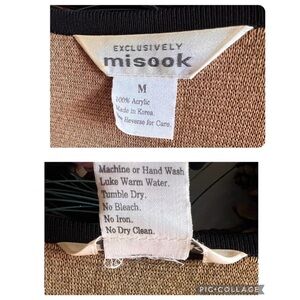 EXCLUSIVELY
misook
M
100% Acrylic
Made in Korea
See Reverse for Care.
Machine or Hand Wash
Luke Warm Water.
Tumble Dry.
No Bleach.
No Iron.
No Dry Clean.
PIC•COLLAGE